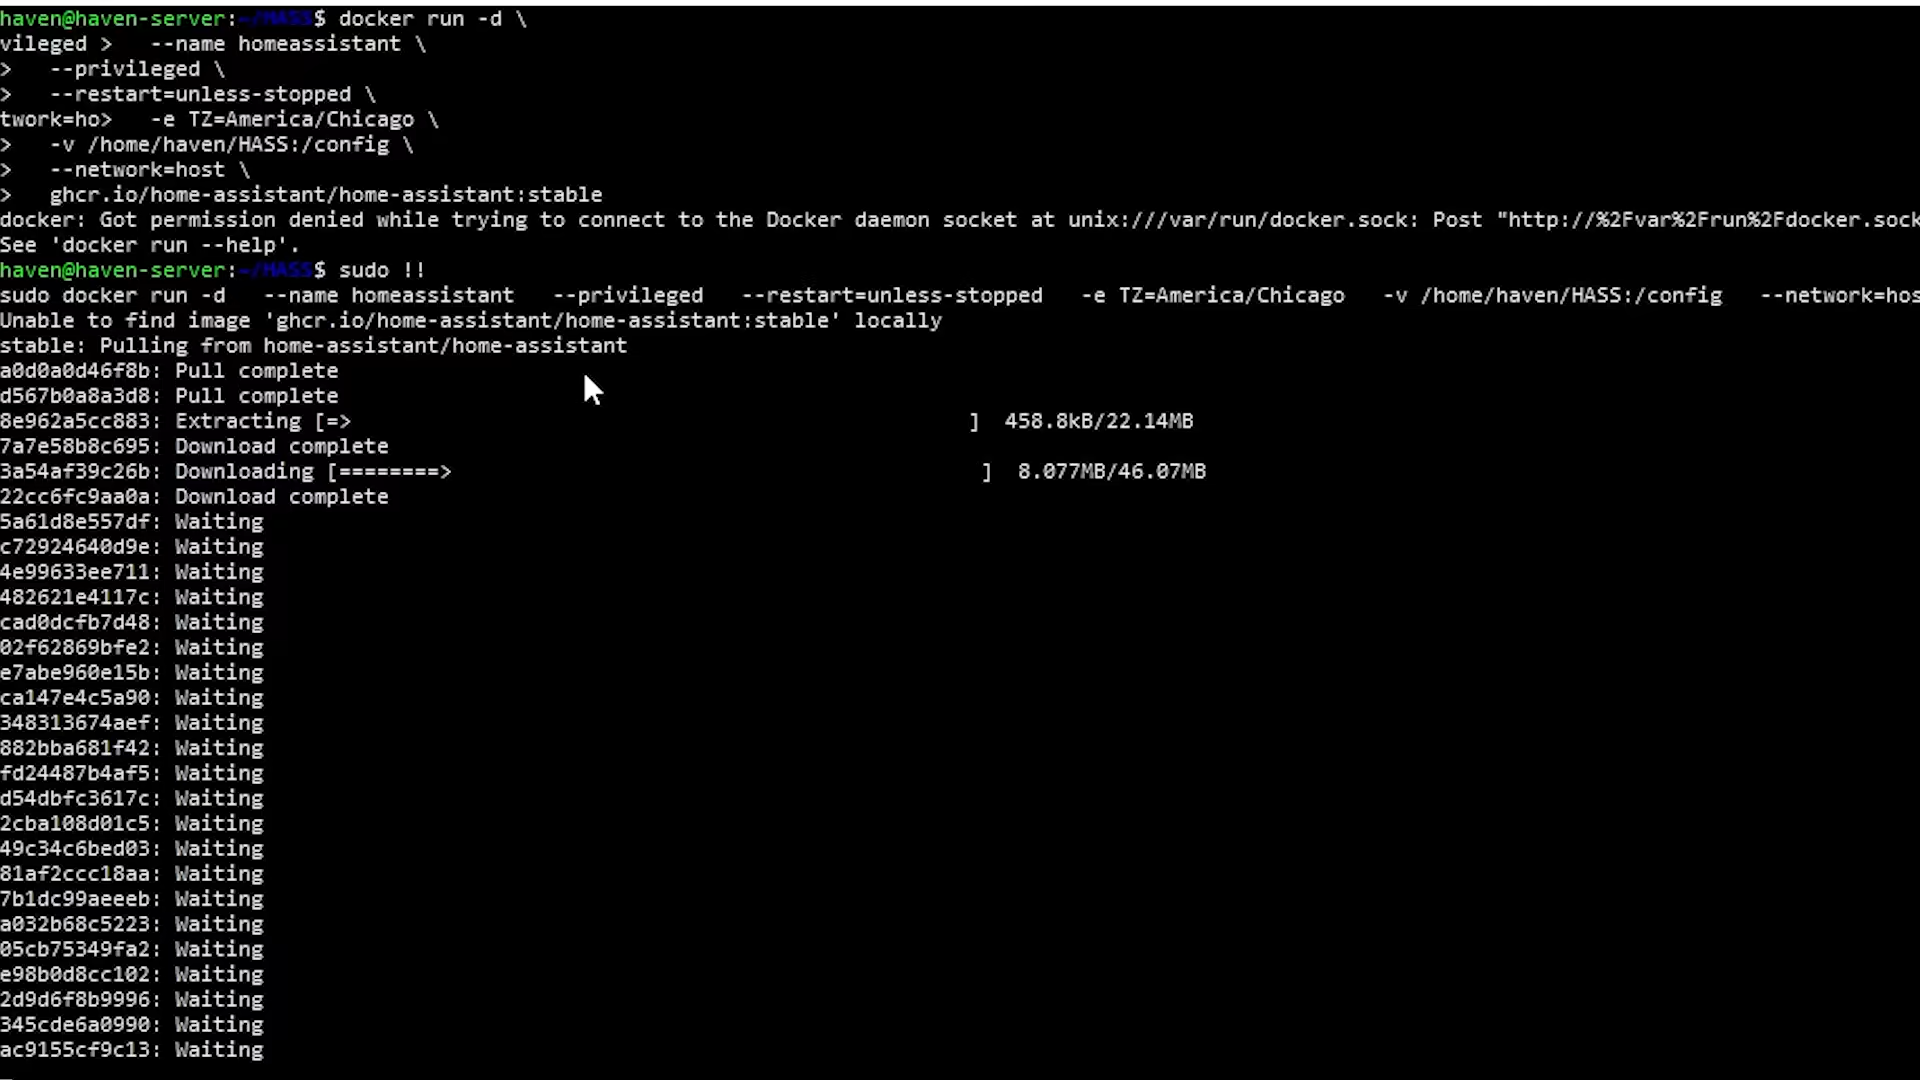 haven@haven-server:~/HASS$ docker run -d \
vileged >   --name homeassistant \
>   --privileged \
>   --restart=unless-stopped \
twork=ho>   -e TZ=America/Chicago \
>   -v /home/haven/HASS:/config \
>   --network=host \
>   ghcr.io/home-assistant/home-assistant:stable
docker: Got permission denied while trying to connect to the Docker daemon socket at unix:///var/run/docker.sock: Post "http://%2Fvar%2Frun%2Fdocker.sock
See 'docker run --help'.
haven@haven-server:~/HASS$ sudo !!
sudo docker run -d   --name homeassistant   --privileged   --restart=unless-stopped   -e TZ=America/Chicago   -v /home/haven/HASS:/config   --network=hos
Unable to find image 'ghcr.io/home-assistant/home-assistant:stable' locally
stable: Pulling from home-assistant/home-assistant
a0d0a0d46f8b: Pull complete
d567b0a8a3d8: Pull complete
8e962a5cc883: Extracting [=>                                                 ]  458.8kB/22.14MB
7a7e58b8c695: Download complete
3a54af39c26b: Downloading [========>                                          ]  8.077MB/46.07MB
22cc6fc9aa0a: Download complete
5a61d8e557df: Waiting
c72924640d9e: Waiting
4e99633ee711: Waiting
482621e4117c: Waiting
cad0dcfb7d48: Waiting
02f62869bfe2: Waiting
e7abe960e15b: Waiting
ca147e4c5a90: Waiting
348313674aef: Waiting
882bba681f42: Waiting
fd24487b4af5: Waiting
d54dbfc3617c: Waiting
2cba108d01c5: Waiting
49c34c6bed03: Waiting
81af2ccc18aa: Waiting
7b1dc99aeeeb: Waiting
a032b68c5223: Waiting
05cb75349fa2: Waiting
e98b0d8cc102: Waiting
2d9d6f8b9996: Waiting
345cde6a0990: Waiting
ac9155cf9c13: Waiting